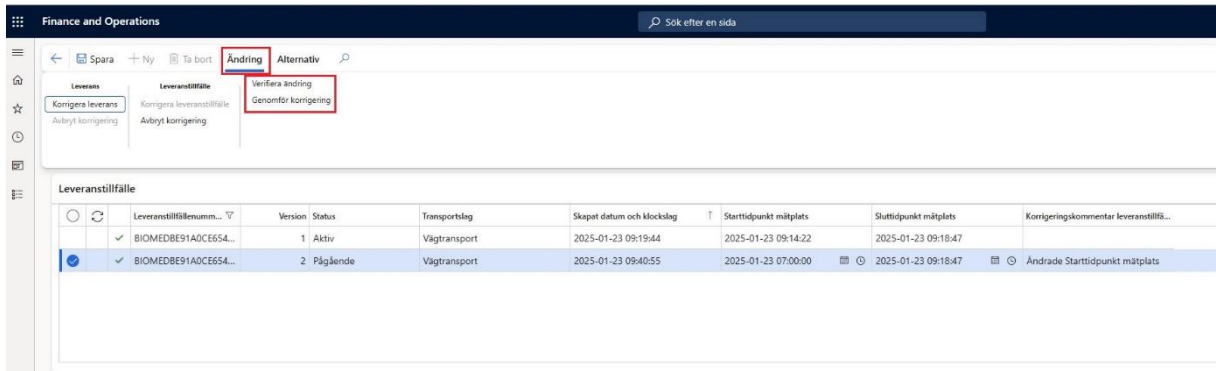 Finance and Operations
Sök efter en sida
Spara
Ny
Ta bort
Ändring
Alternativ
Leverans
Leveranstillfälle
Verifiera ändring
Korrigera leverans
Korrigera leveranstillfälle
Genomför korrigering
Avbryt korrigering
Avbryt korrigering
Leveranstillfälle
Leveranstillfällenumm... Version Status Transportslag Skapat datum och klockslag Starttidpunkt mätplats Sluttidpunkt mätplats Korrigeringskommentar leveranstillfä...
BIOMEDBE91A0CE654... 1 Aktiv Vägtransport 2025-01-23 09:19:44 2025-01-23 09:14:22 2025-01-23 09:18:47
BIOMEDBE91A0CE654... 2 Pågående Vägtransport 2025-01-23 09:40:55 2025-01-23 07:00:00 2025-01-23 09:18:47 Ändrade Starttidpunkt mätplats